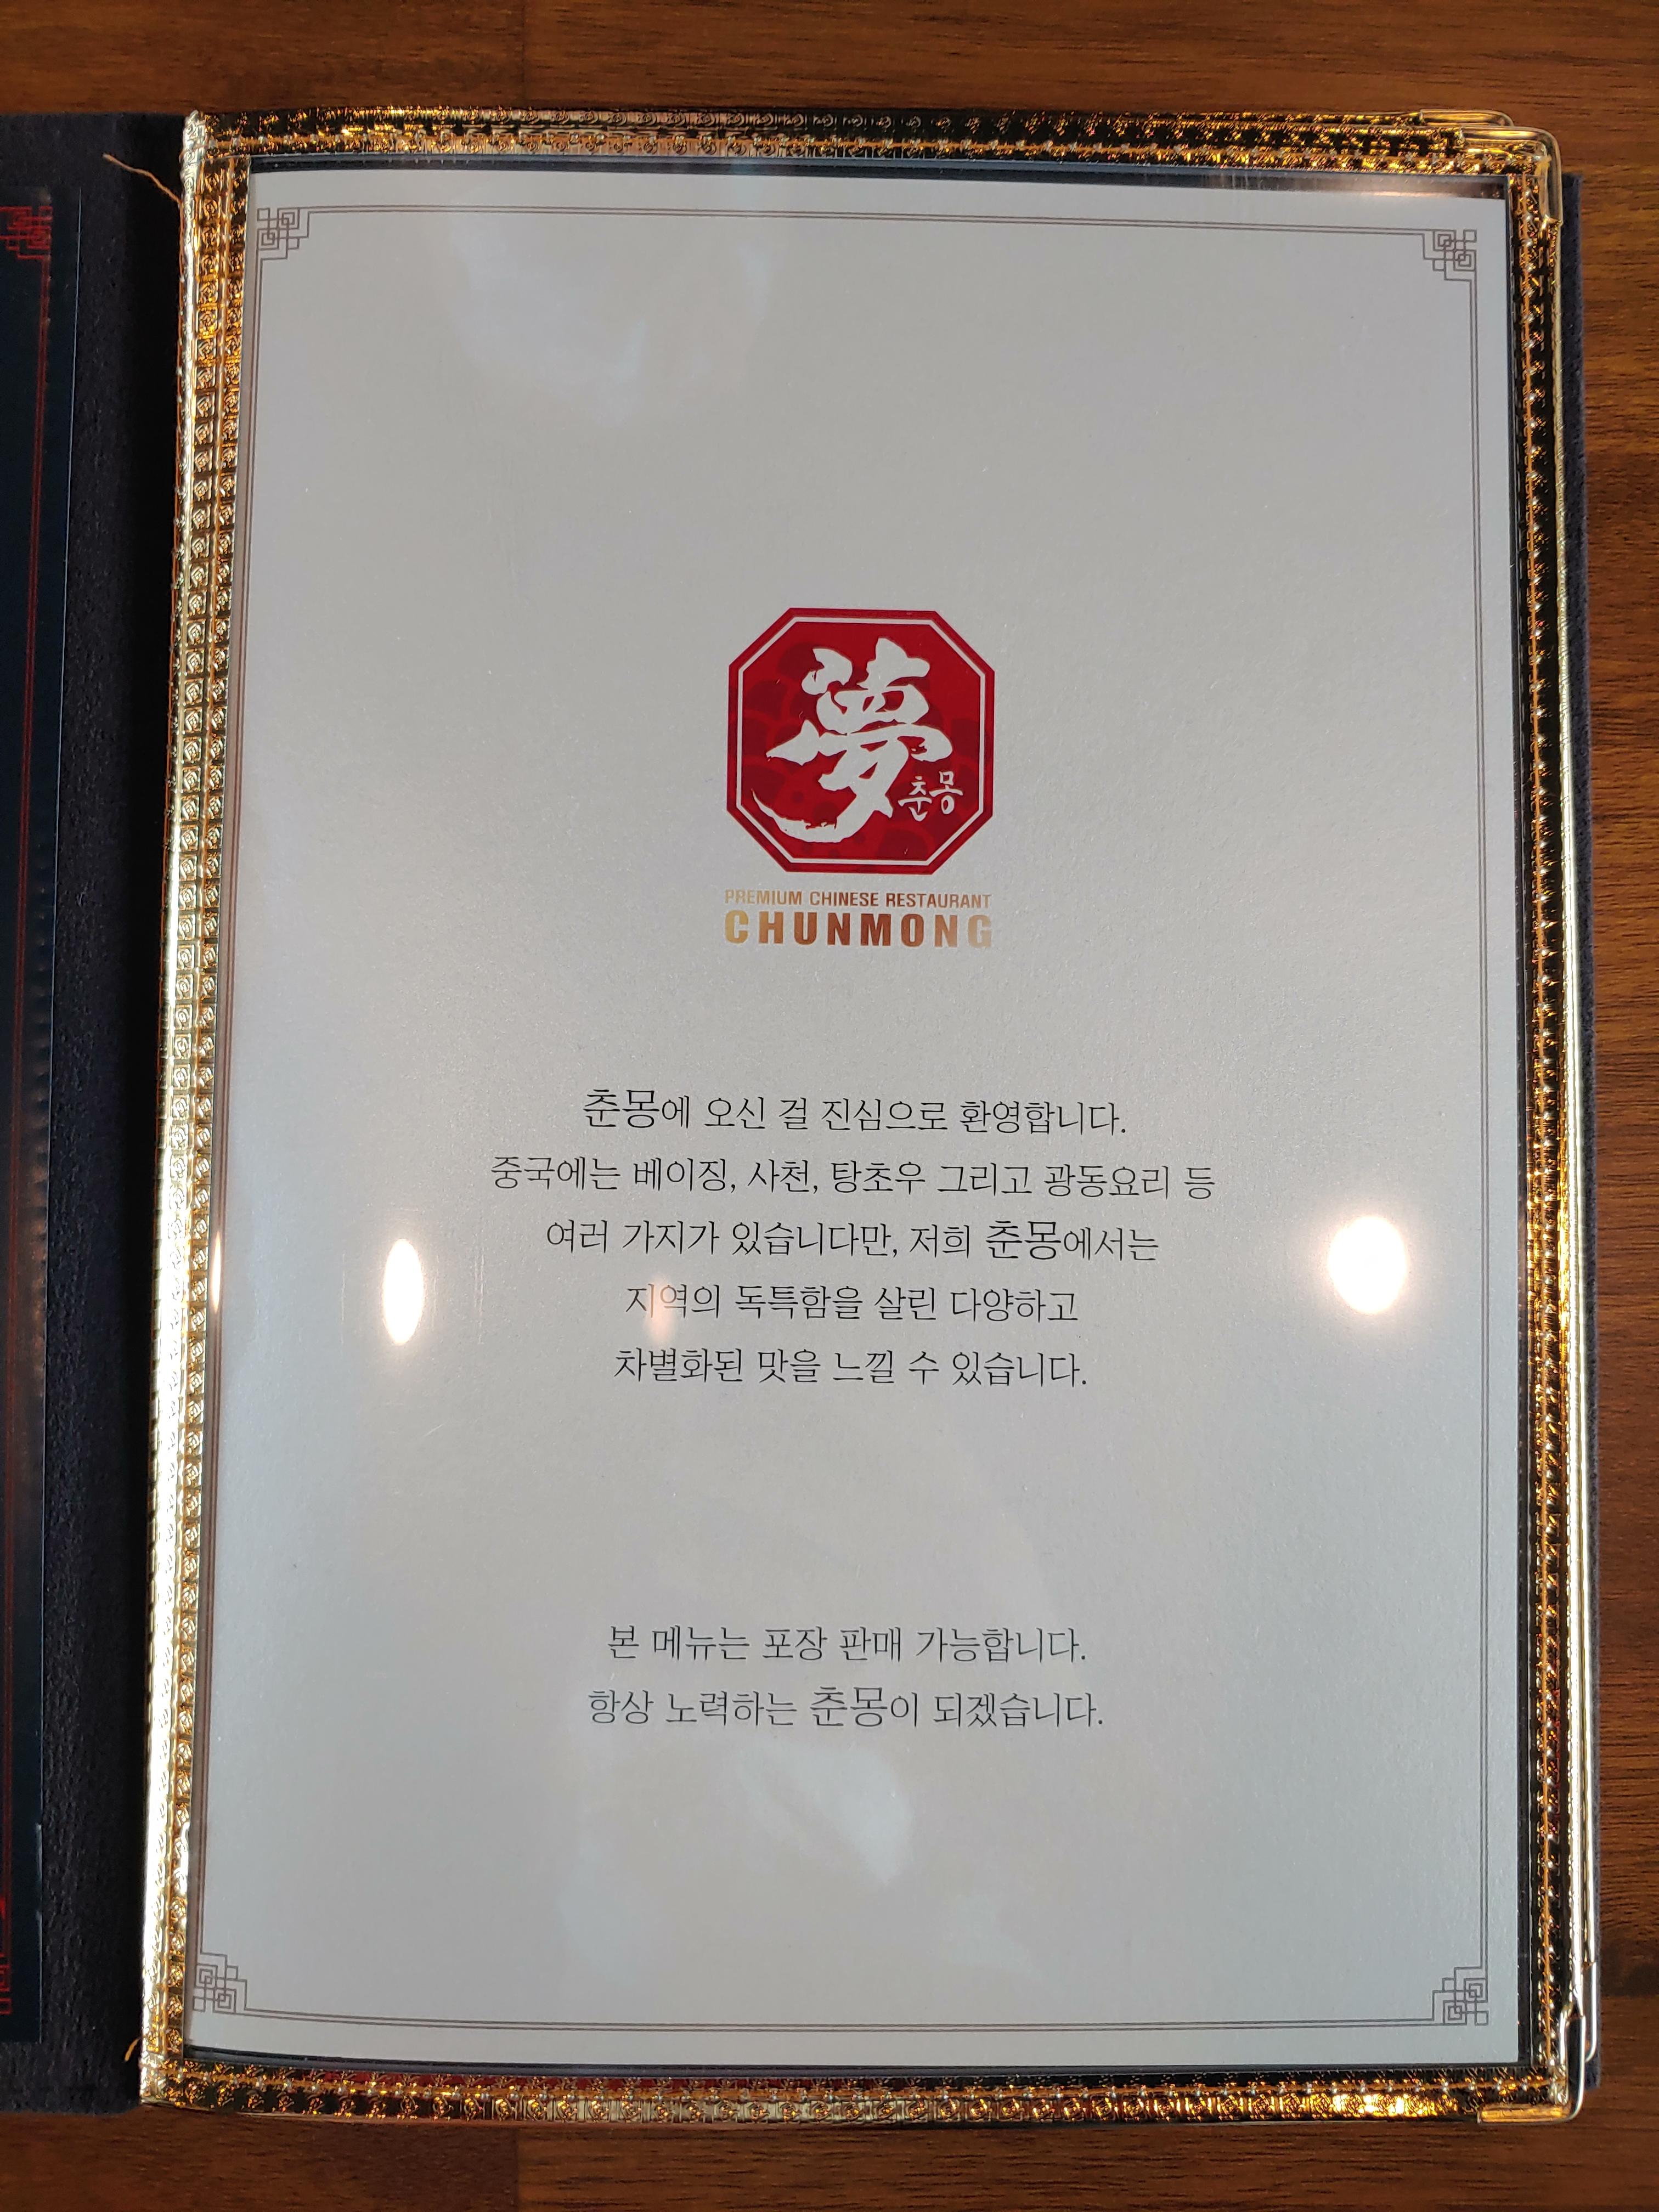 夢
춘몽
PREMIUM CHINESE RESTAURANT
CHUNMONG
춘몽에 오신 걸 진심으로 환영합니다.
중국에는 베이징, 사천, 탕초우 그리고 광동요리 등
여러 가지가 있습니다만, 저희 춘몽에서는
지역의 독특함을 살린 다양하고
차별화된 맛을 느낄 수 있습니다.
본 메뉴는 포장 판매 가능합니다.
항상 노력하는 춘몽이 되겠습니다.